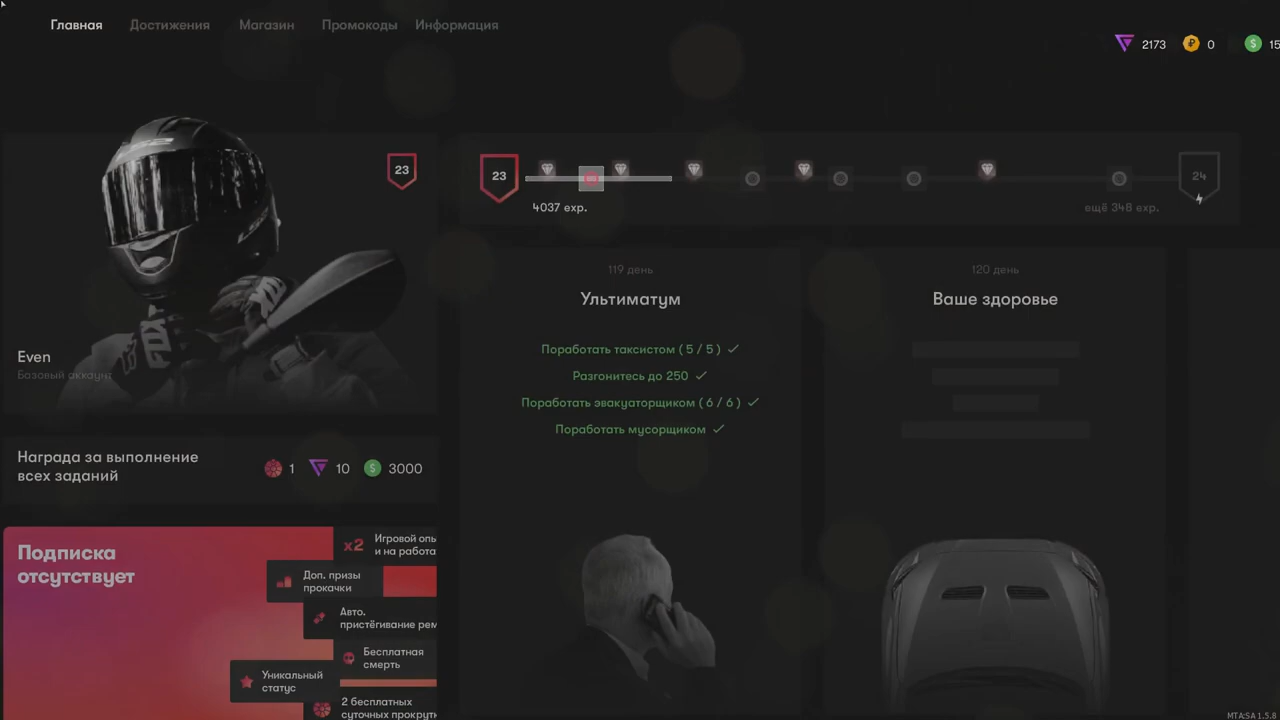 Главная Достижения Магазин Промокоды Информация
2173 0 15
23
23
24
4037 exp.
ещё 348 exp.
Even
Базовый аккаунт
119 день
Ультиматум
Поработать таксистом ( 5 / 5 )
Разгонитесь до 250
Поработать эвакуаторщиком ( 6 / 6 )
Поработать мусорщиком
120 день
Ваше здоровье
Награда за выполнение
всех заданий
1 10 3000
Подписка
отсутствует
x2
Игровой опы
и на работа
Доп. призы
прокачки
Авто.
пристёгивание рем
Бесплатная
смерть
Уникальный
статус
2 бесплатных
суточных прокрутк
MTA:SA 1.5.8